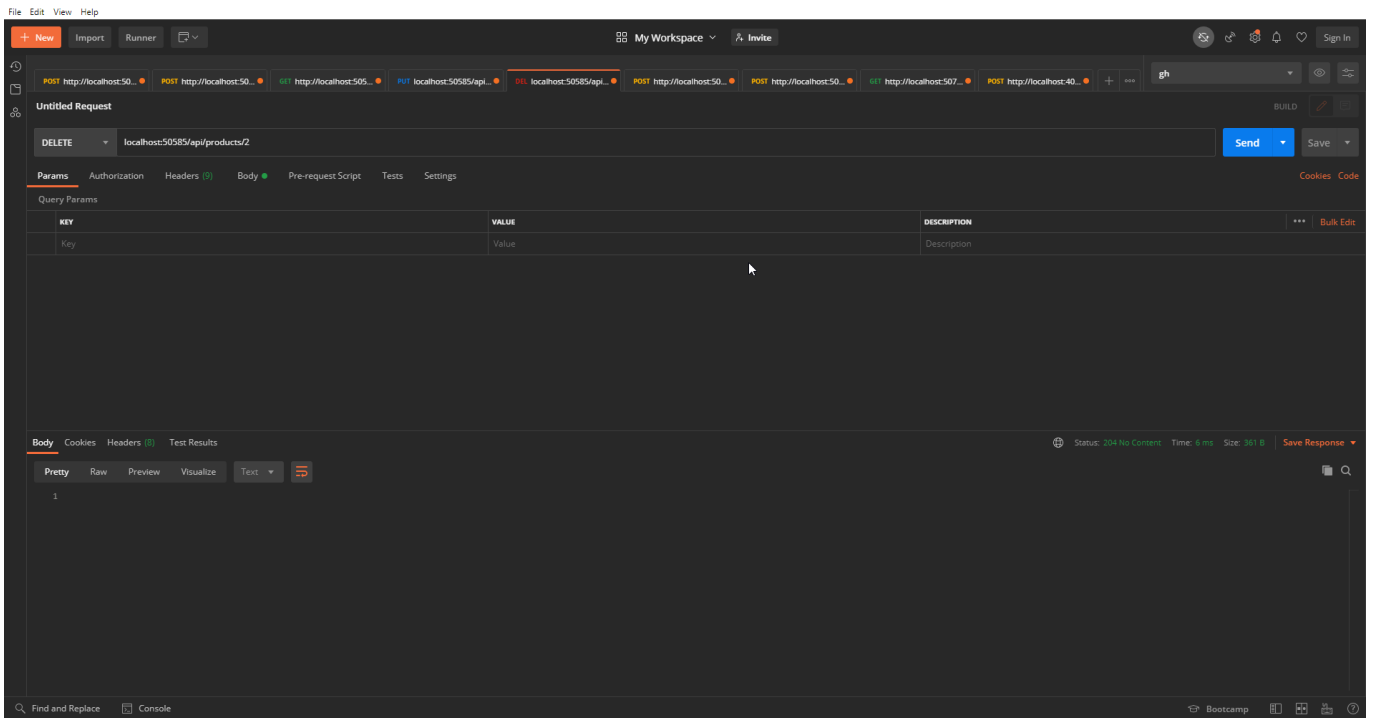 File Edit View Help
+ New Import Runner My Workspace Invite Sign In
POST http://localhost:50... POST http://localhost:50... GET http://localhost:505... PUT localhost:50585/api... DEL localhost:50585/api... POST http://localhost:50... POST http://localhost:50... GET http://localhost:507... POST http://localhost:40... gh
Untitled Request BUILD
DELETE localhost:50585/api/products/2 Send Save
Params Authorization Headers (9) Body Pre-request Script Tests Settings Cookies Code
Query Params
KEY VALUE DESCRIPTION Bulk Edit
Key Value Description
Body Cookies Headers (8) Test Results Status: 204 No Content Time: 6 ms Size: 361 B Save Response
Pretty Raw Preview Visualize Text
1
Find and Replace Console Bootcamp